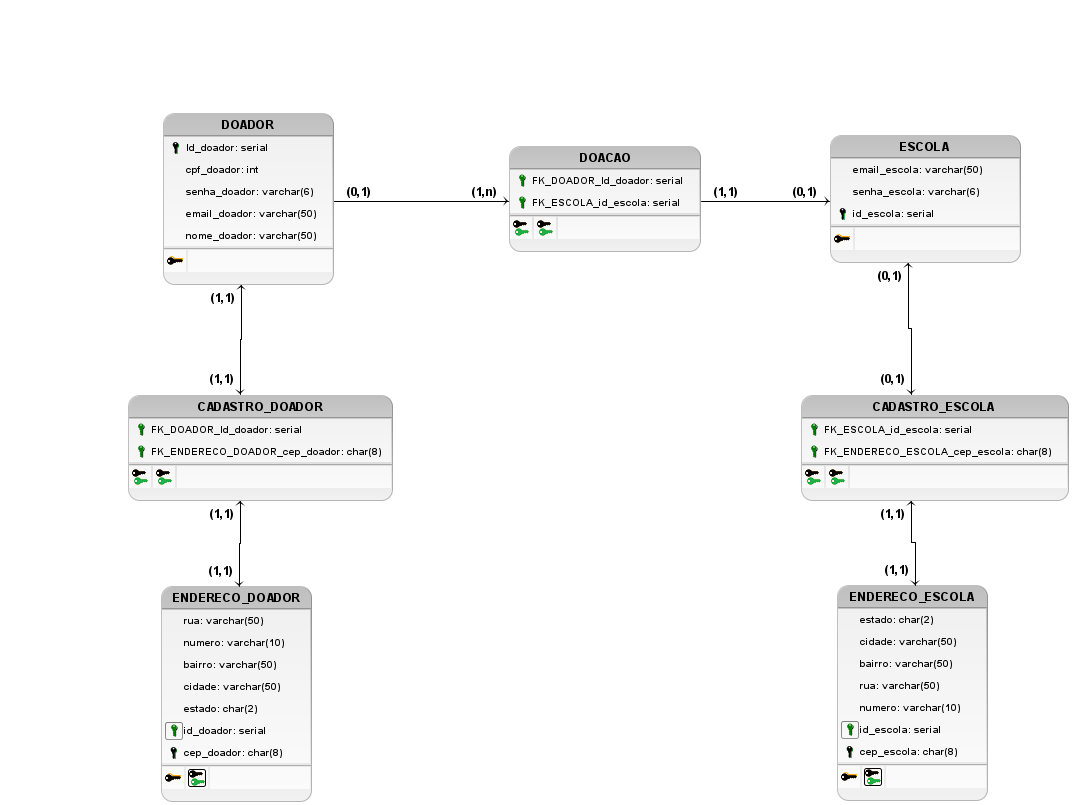 DOADOR
Id_doador: serial
cpf_doador: int
senha_doador: varchar(6)
email_doador: varchar(50)
nome_doador: varchar(50)
(0,1)
(1,n)
DOACAO
FK_DOADOR_Id_doador: serial
FK_ESCOLA_id_escola: serial
(1,1)
(0,1)
ESCOLA
email_escola: varchar(50)
senha_escola: varchar(6)
id_escola: serial
(1,1)
(1,1)
CADASTRO_DOADOR
FK_DOADOR_Id_doador: serial
FK_ENDERECO_DOADOR_cep_doador: char(8)
(0,1)
(0,1)
CADASTRO_ESCOLA
FK_ESCOLA_id_escola: serial
FK_ENDERECO_ESCOLA_cep_escola: char(8)
(1,1)
(1,1)
ENDERECO_DOADOR
rua: varchar(50)
numero: varchar(10)
bairro: varchar(50)
cidade: varchar(50)
estado: char(2)
id_doador: serial
cep_doador: char(8)
(1,1)
(1,1)
ENDERECO_ESCOLA
estado: char(2)
cidade: varchar(50)
bairro: varchar(50)
rua: varchar(50)
numero: varchar(10)
id_escola: serial
cep_escola: char(8)